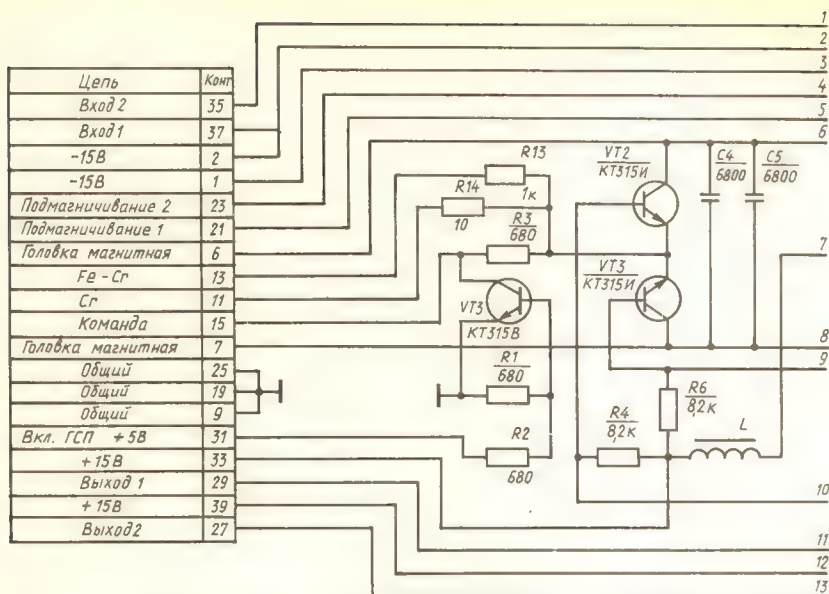 Цепь Конт
Вход 2 35
Вход 1 37
-15В 2
-15В 1
Подмагничивание 2 23
Подмагничивание 1 21
Головка магнитная 6
Fe - Cr 13
Cr 11
Команда 15
Головка магнитная 7
Общий 25
Общий 19
Общий 9
Вкл. ГСП +5В 31
+15В 33
Выход 1 29
+15В 39
Выход2 27
R13
1к
R14
10
R3
680
VT3
КТ315В
R1
680
R2
680
VT2
КТ315И
VT3
КТ315И
C4
6800
C5
6800
R4
8,2к
R6
8,2к
L
1
2
3
4
5
6
7
8
9
10
11
12
13